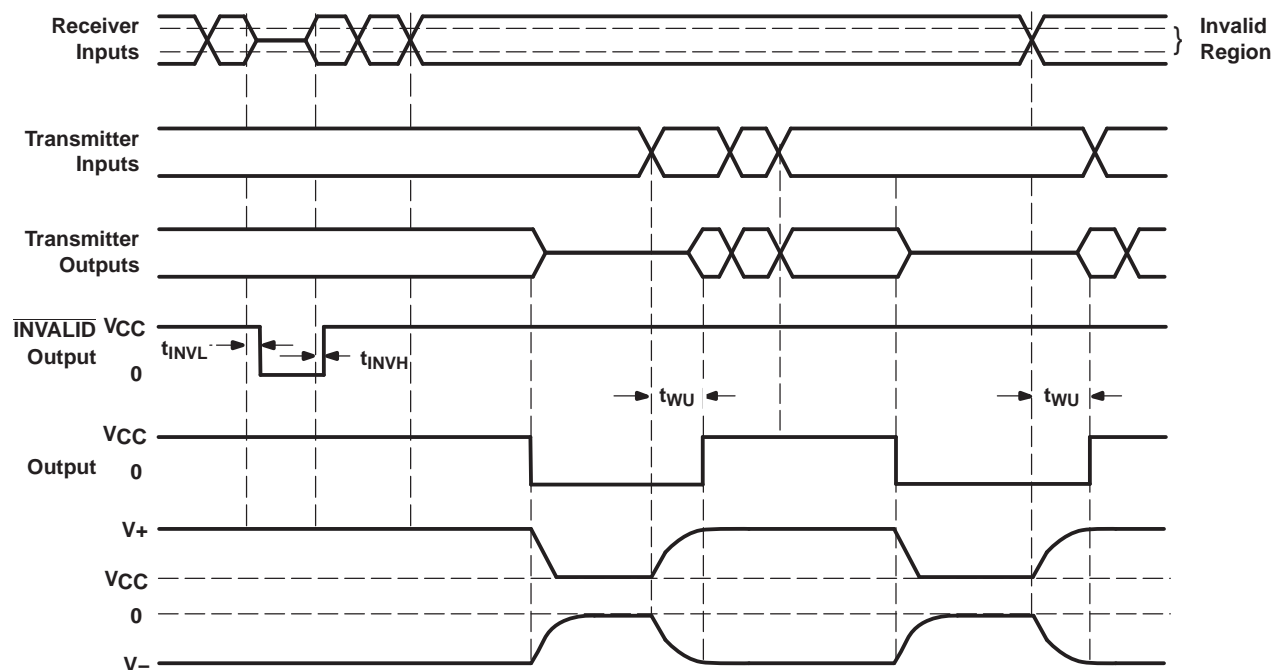 Receiver
Inputs
Invalid
Region
}
Transmitter
Inputs
Transmitter
Outputs
INVALID VCC
Output
tINVL
tINVH
0
tWU
tWU
VCC
Output 0
V+
VCC
0
V−